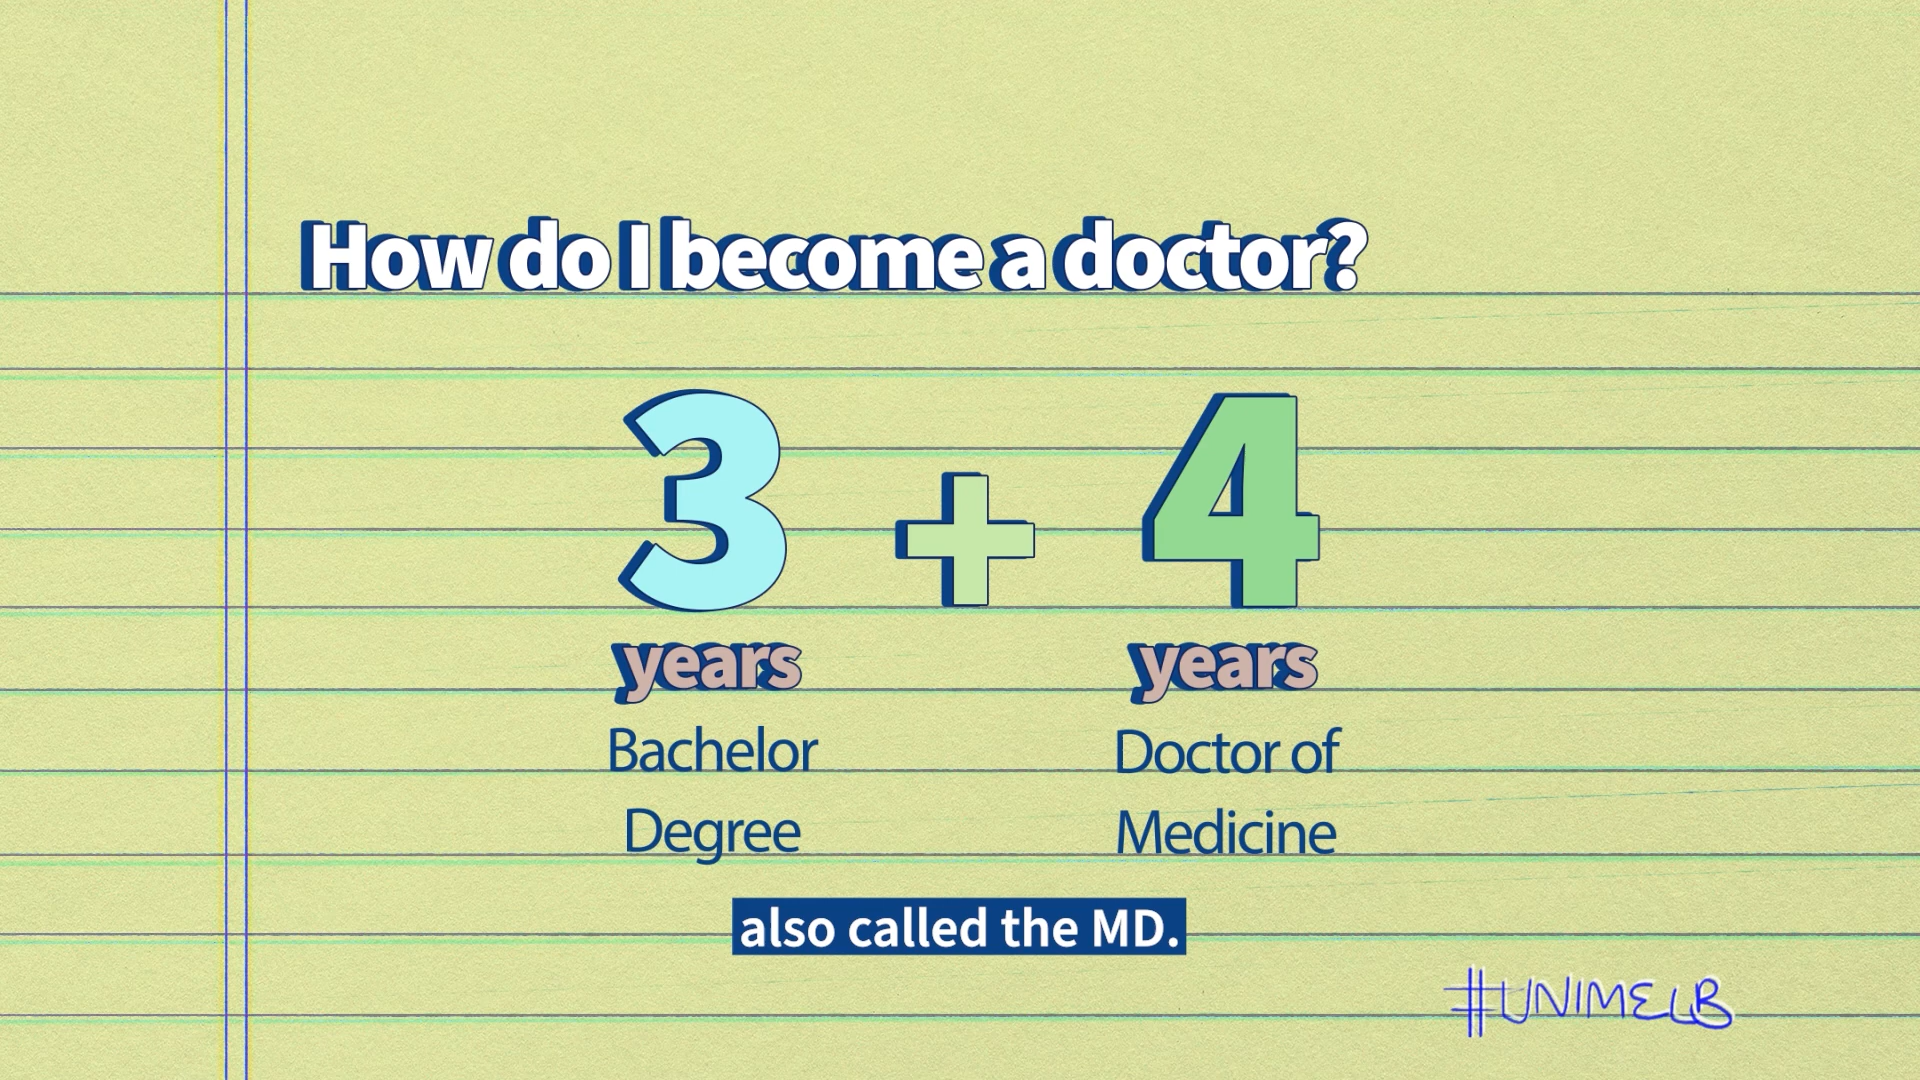 How do I become a doctor?
3 + 4
years years
Bachelor Doctor of
Degree Medicine
also called the MD.
#UNIMELB